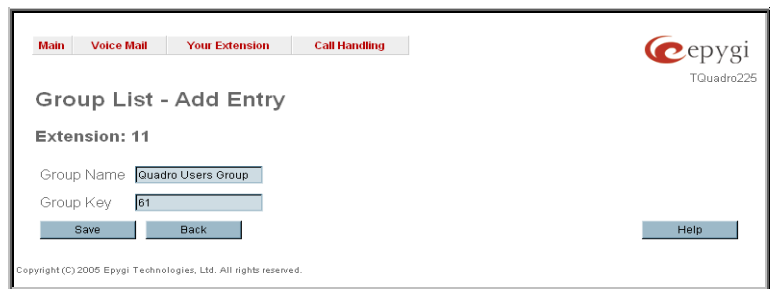 Main Voice Mail Your Extension Call Handling
epygi
TQuadro225
Group List - Add Entry
Extension: 11
Group Name Quadro Users Group
Group Key 61
Save Back Help
Copyright (C) 2005 Epygi Technologies, Ltd. All rights reserved.